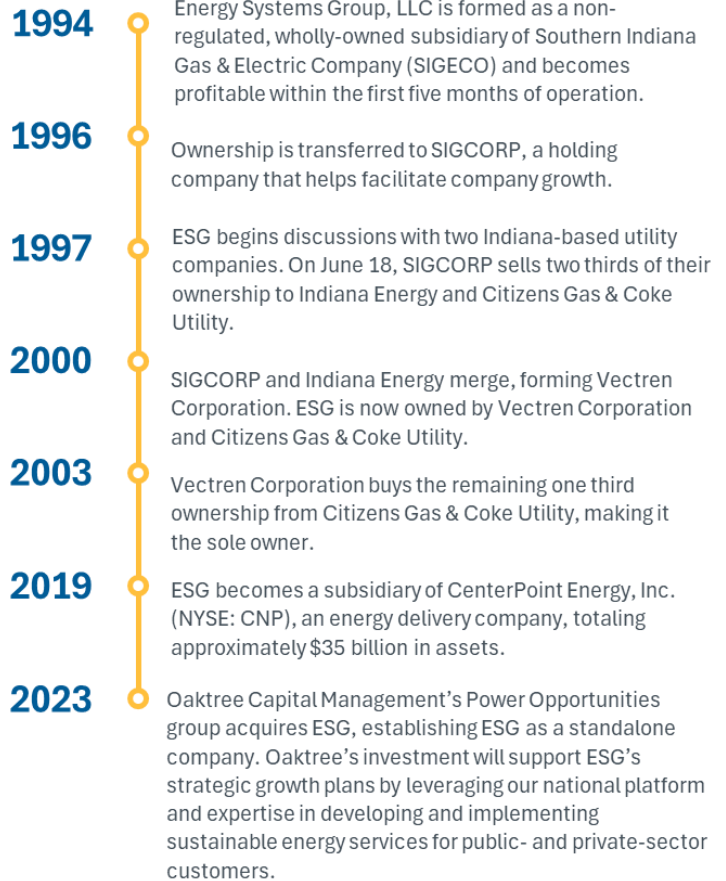 1994
Energy Systems Group, LLC is formed as a non-
regulated, wholly-owned subsidiary of Southern Indiana
Gas & Electric Company (SIGECO) and becomes
profitable within the first five months of operation.
1996
Ownership is transferred to SIGCORP, a holding
company that helps facilitate company growth.
1997
ESG begins discussions with two Indiana-based utility
companies. On June 18, SIGCORP sells two thirds of their
ownership to Indiana Energy and Citizens Gas & Coke
Utility.
2000
SIGCORP and Indiana Energy merge, forming Vectren
Corporation. ESG is now owned by Vectren Corporation
and Citizens Gas & Coke Utility.
2003
Vectren Corporation buys the remaining one third
ownership from Citizens Gas & Coke Utility, making it
the sole owner.
2019
ESG becomes a subsidiary of CenterPoint Energy, Inc.
(NYSE: CNP), an energy delivery company, totaling
approximately $35 billion in assets.
2023
Oaktree Capital Management’s Power Opportunities
group acquires ESG, establishing ESG as a standalone
company. Oaktree’s investment will support ESG’s
strategic growth plans by leveraging our national platform
and expertise in developing and implementing
sustainable energy services for public- and private-sector
customers.